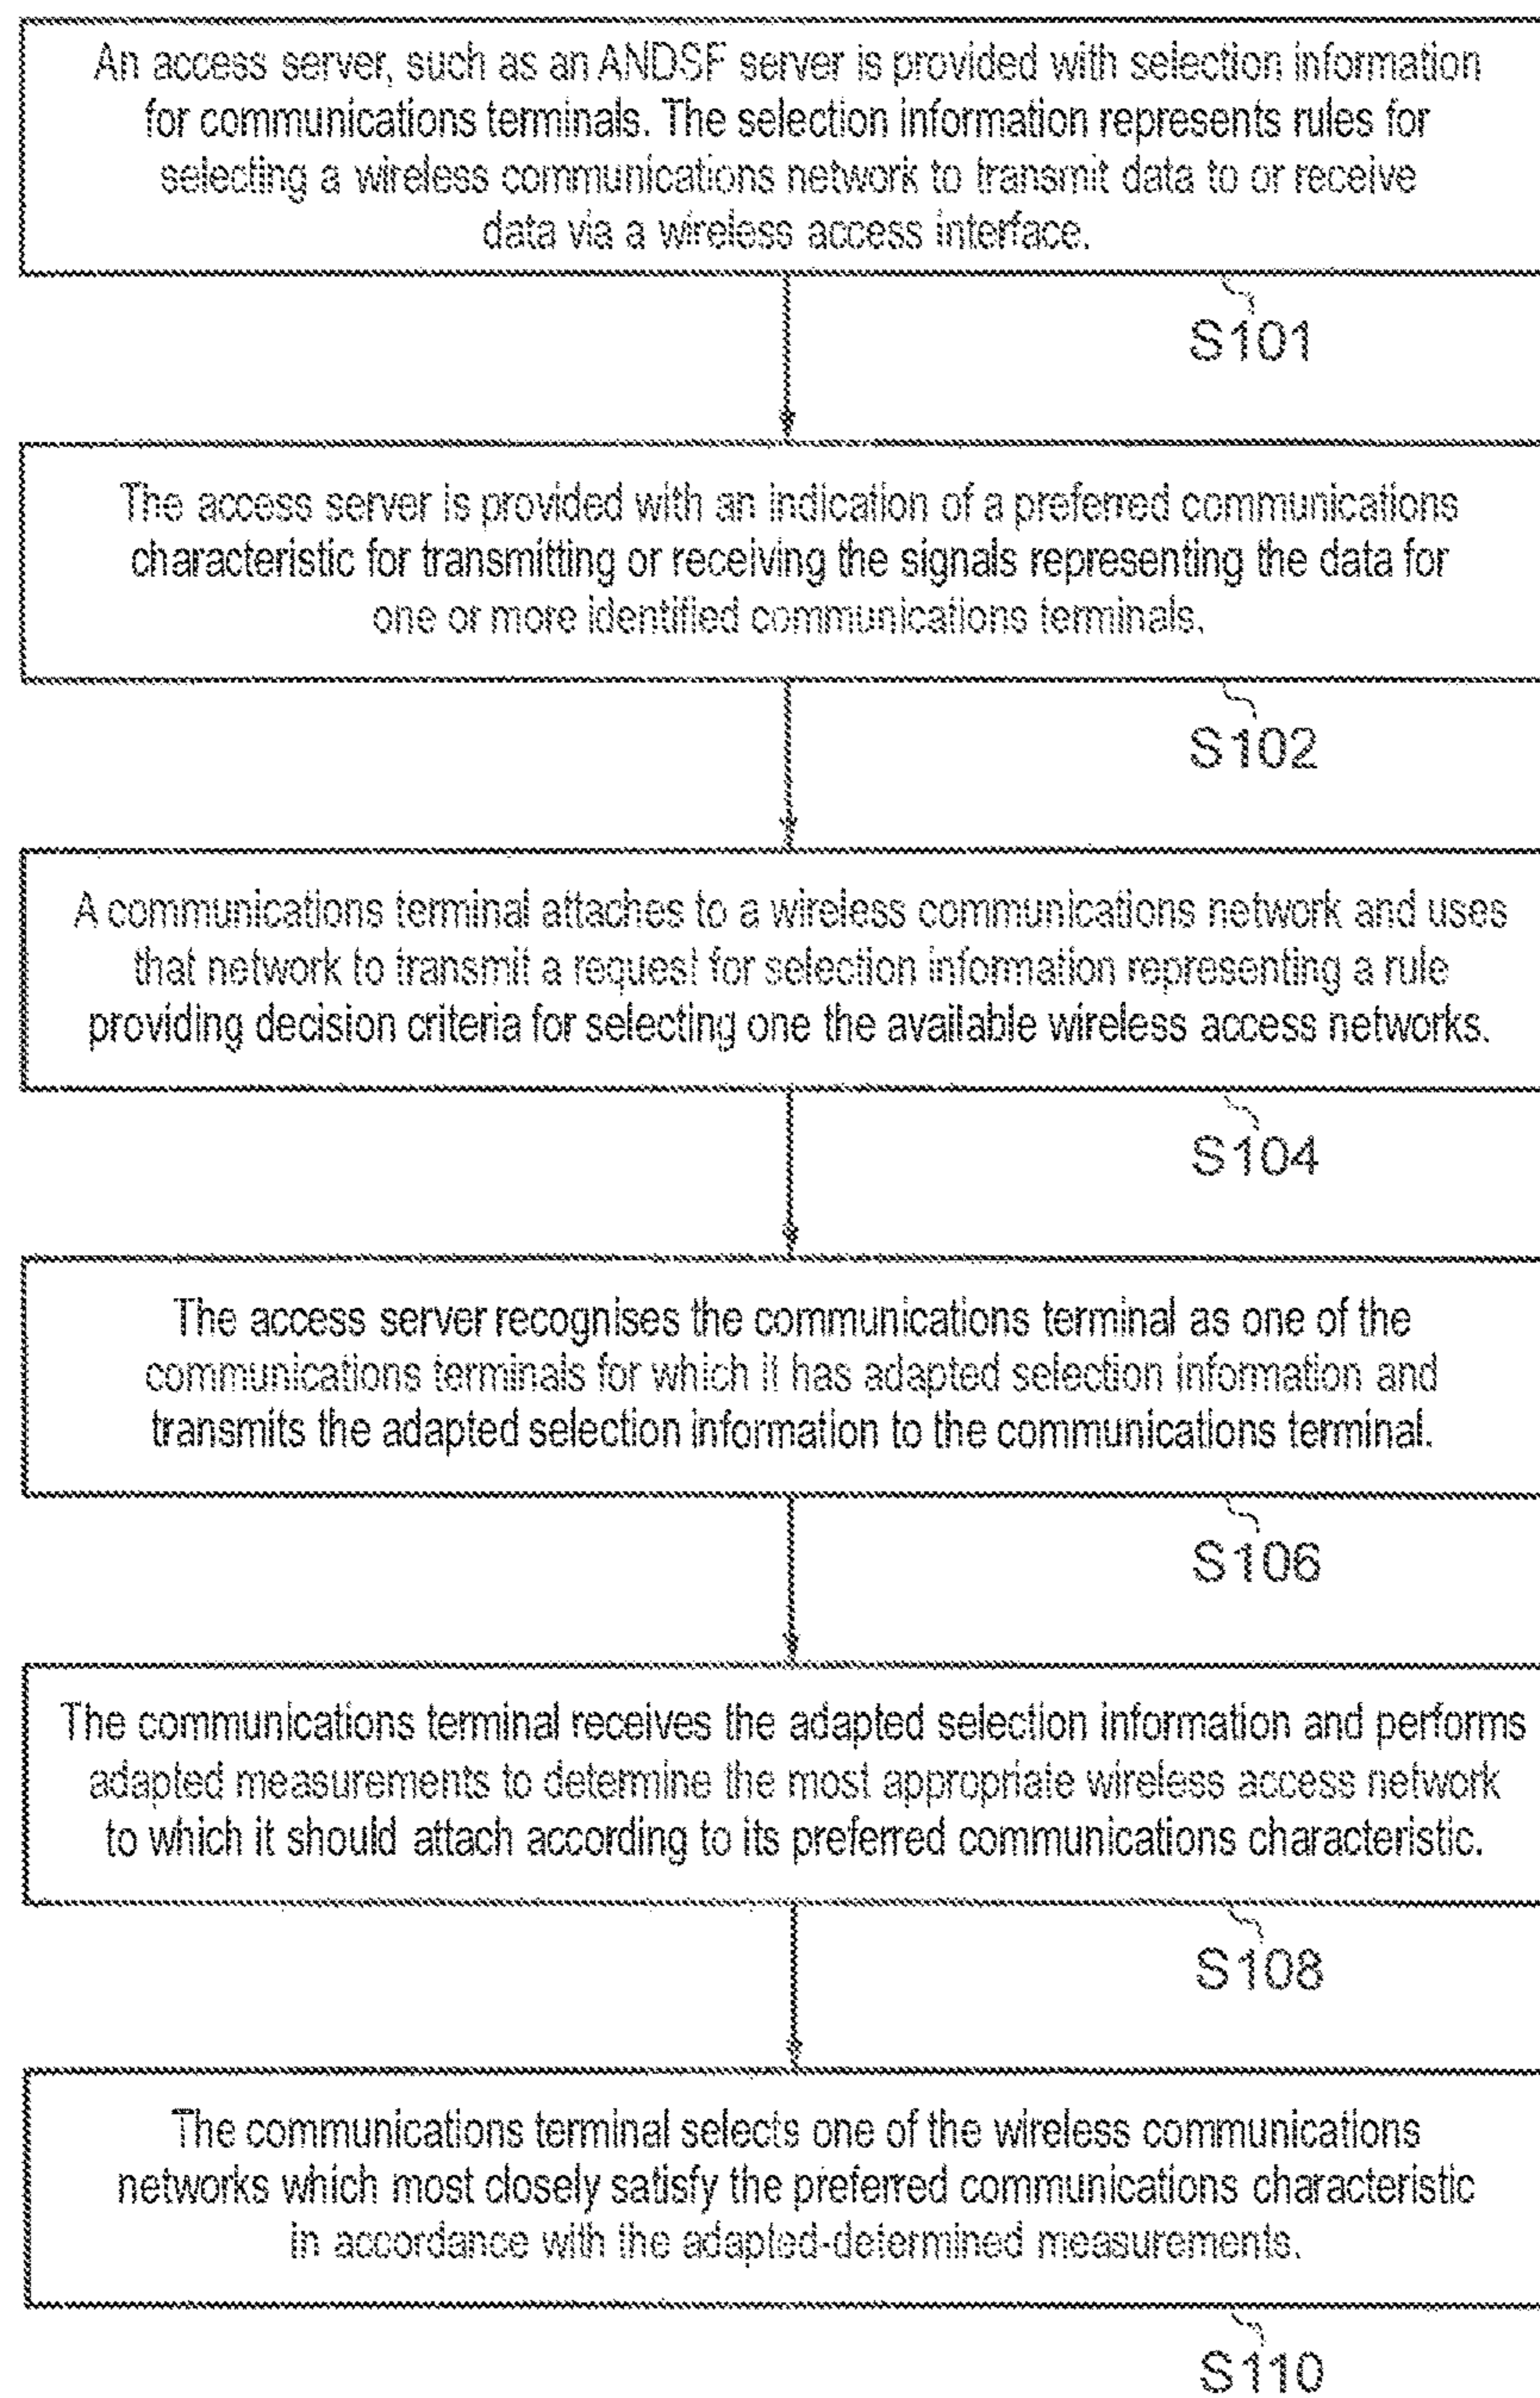 An access server, such as an ANDSF server is provided with selection information
for communications terminals. The selection information represents rules for
selecting a wireless communications network to transmit data to or receive
data via a wireless access interface.
S101
The access server is provided with an indication of a preferred communications
characteristic for transmitting or receiving the signals representing the data for
one or more identified communications terminals.
S102
A communications terminal attaches to a wireless communications network and uses
that network to transmit a request for selection information representing a rule
providing decision criteria for selecting one the available wireless access networks.
S104
The access server recognises the communications terminal as one of the
communications terminals for which it has adapted selection information and
transmits the adapted selection information to the communications terminal.
S106
The communications terminal receives the adapted selection information and performs
adapted measurements to determine the most appropriate wireless access network
to which it should attach according to its preferred communications characteristic.
S108
The communications terminal selects one of the wireless communications
networks which most closely satisfy the preferred communications characteristic
in accordance with the adapted-determined measurements.
S110